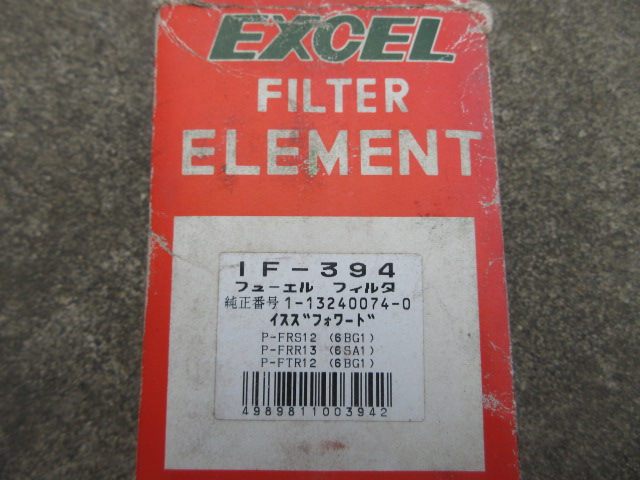 EXCEL
FILTER
ELEMENT
IF-394
フューエル フィルタ
純正番号 1-13240074-0
ｲｽｽﾞﾌｫﾜｰﾄﾞ
P-FRS12 (6BG1)
P-FRR13 (6SA1)
P-FTR12 (6BG1)
4989811003942